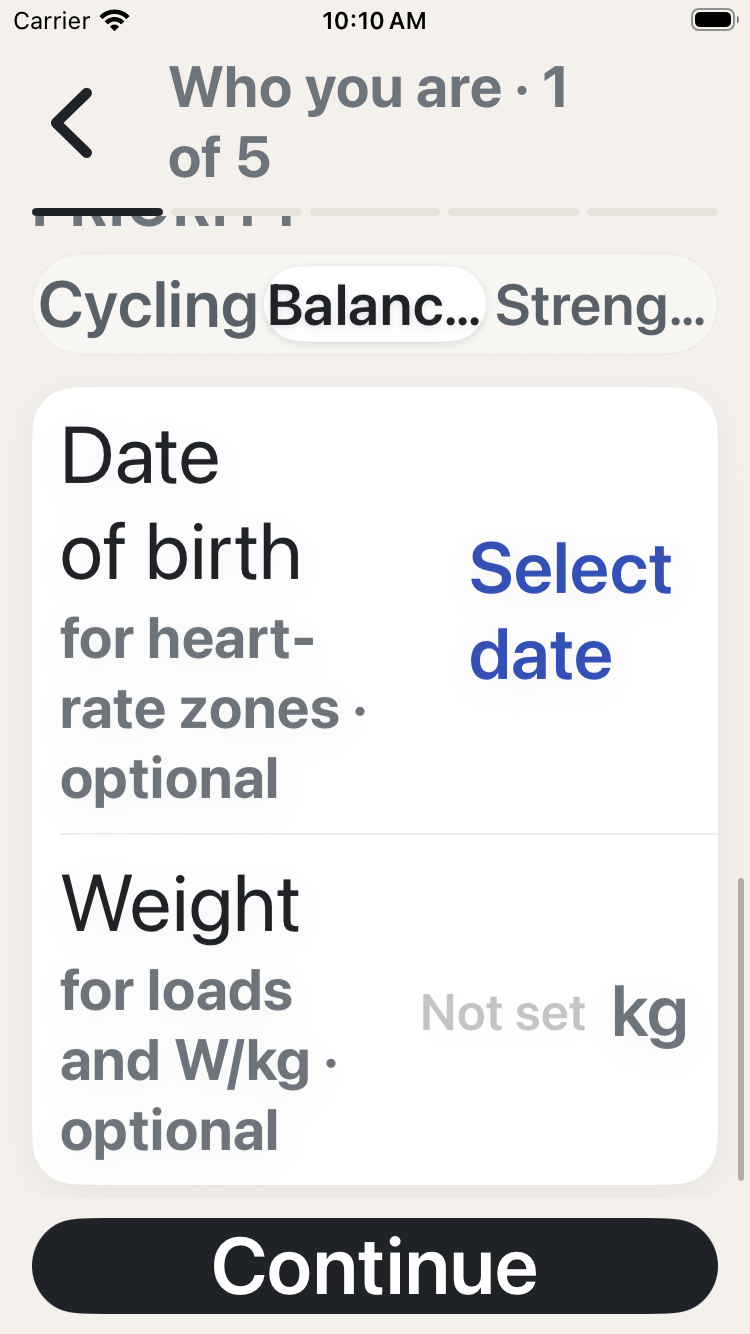 Carrier
10:10 AM
Who you are · 1
of 5
Cycling
Balanc...
Streng...
Date
of birth
for heart-
rate zones ·
optional
Select
date
Weight
for loads
and W/kg ·
optional
Not set
kg
Continue